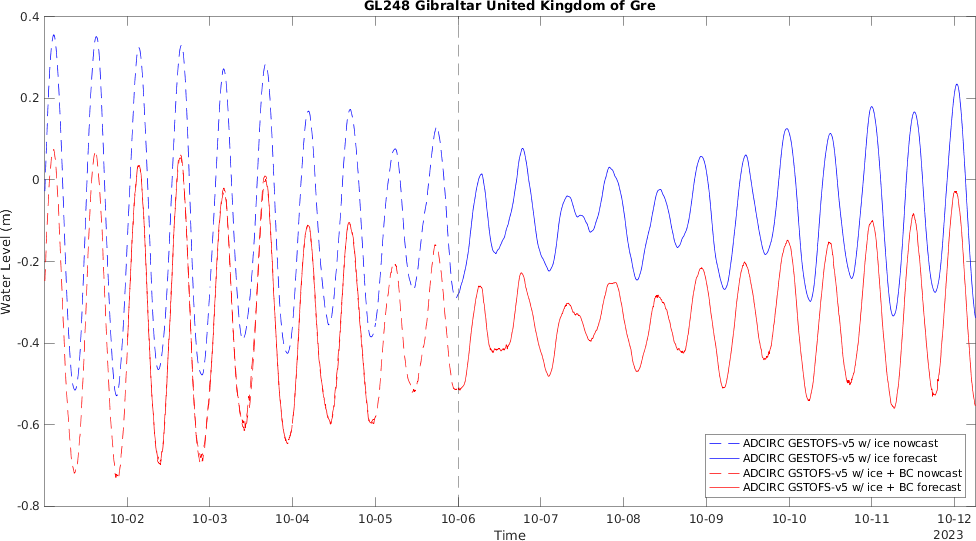 GL248 Gibraltar United Kingdom of Gre
0.4
0.2
0
-0.2
-0.4
-0.6
-0.8
Water Level (m)
10-02 10-03 10-04 10-05 10-06 10-07 10-08 10-09 10-10 10-11 10-12
Time
2023
ADCIRC GESTOFS-v5 w/ ice nowcast
ADCIRC GESTOFS-v5 w/ ice forecast
ADCIRC GSTOFS-v5 w/ ice + BC nowcast
ADCIRC GSTOFS-v5 w/ ice + BC forecast